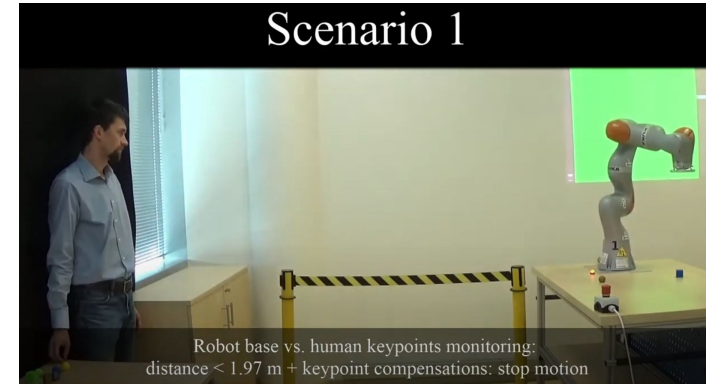 Scenario 1
1
Robot base vs. human keypoints monitoring:
distance < 1.97 m + keypoint compensations: stop motion